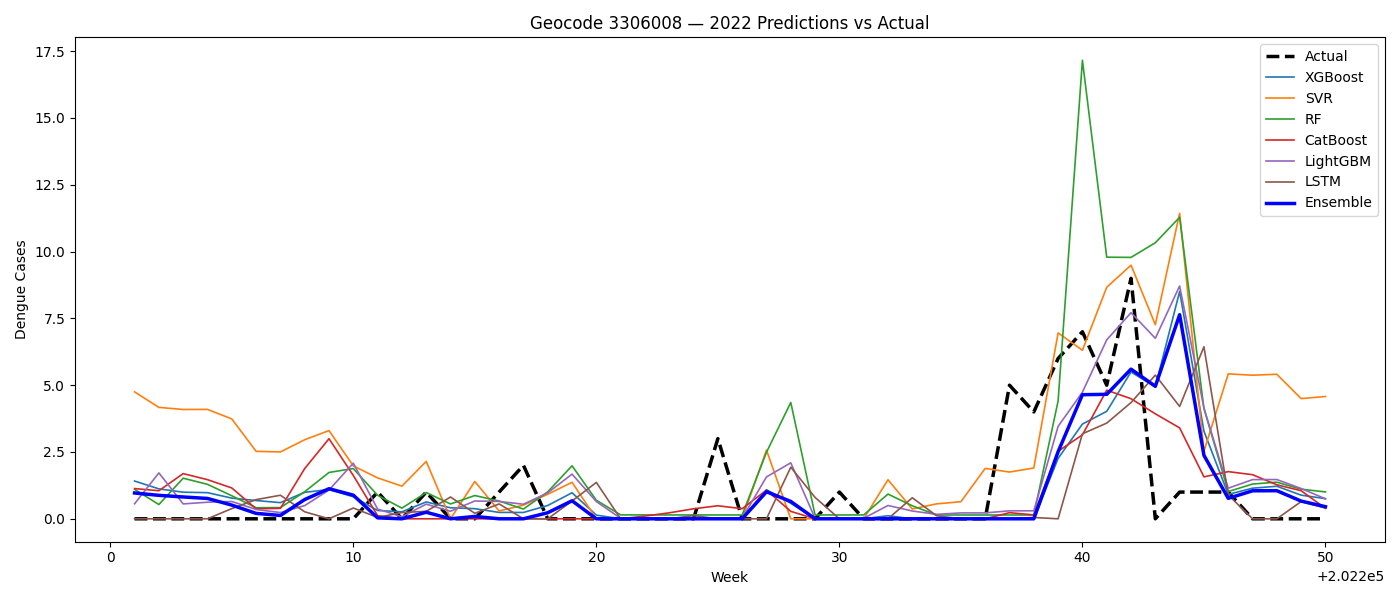 Geocode 3306008 — 2022 Predictions vs Actual
17.5
15.0
12.5
10.0
7.5
5.0
2.5
0.0
Dengue Cases
Actual
XGBoost
SVR
RF
CatBoost
LightGBM
LSTM
Ensemble
0 10 20 30 40 50
Week
+2.022e5